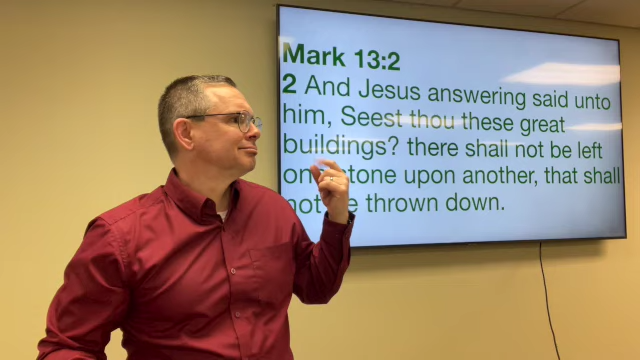 Mark 13:2
2 And Jesus answering said unto
him, Seest thou these great
buildings? there shall not be left
upon another, that shall
thrown down.